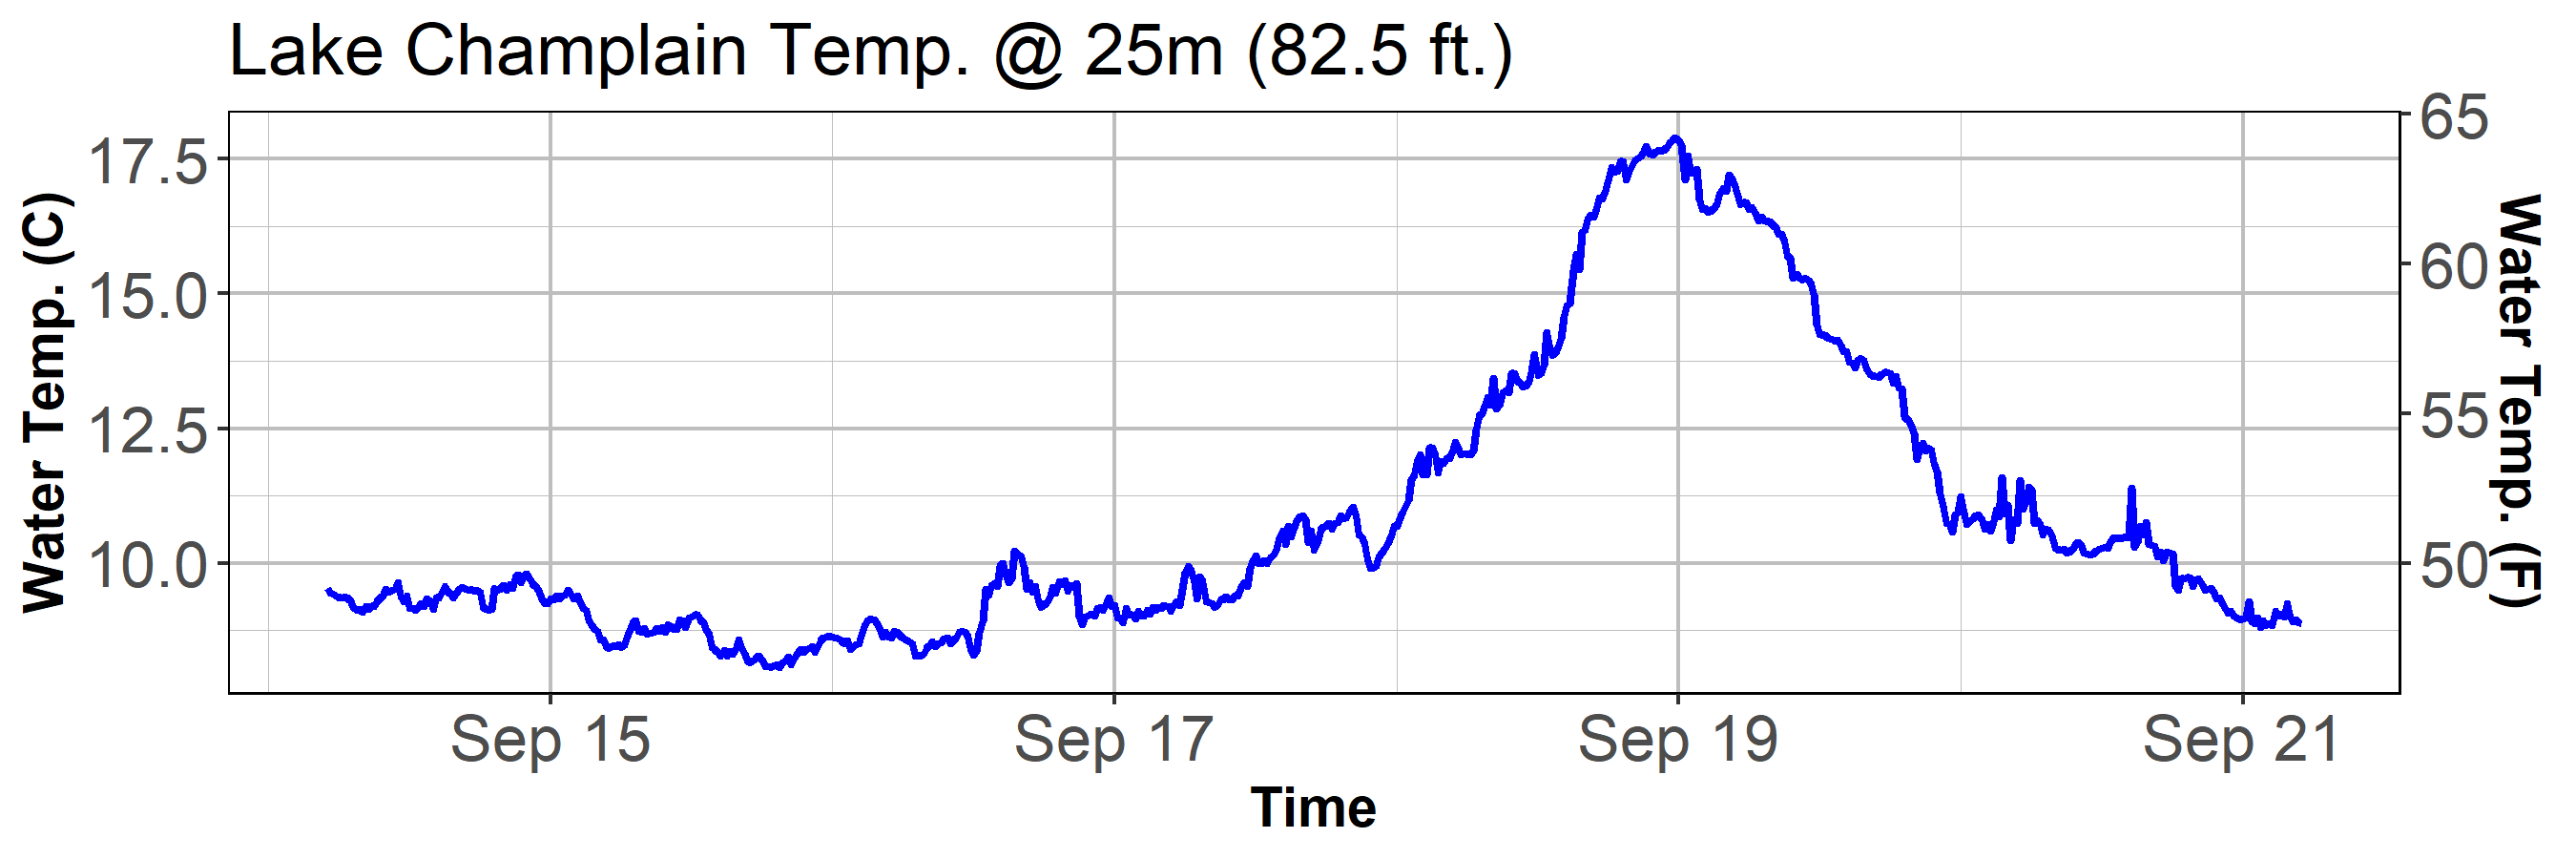 Lake Champlain Temp. @ 25m (82.5 ft.)
Water Temp. (C)
17.5
15.0
12.5
10.0
65
60
55
50
Water Temp. (F)
Sep 15 Sep 17 Sep 19 Sep 21
Time